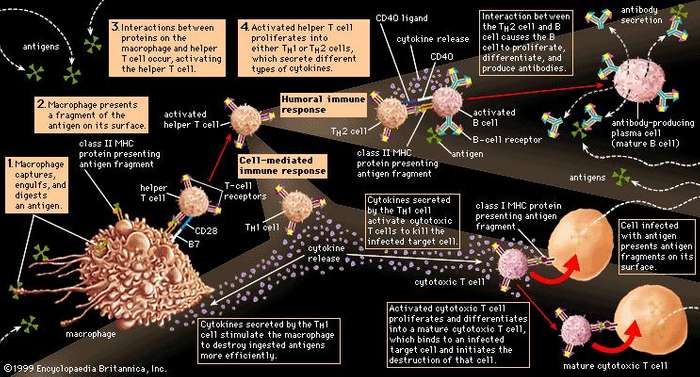 antigens
3. Interactions between
proteins on the
macrophage and helper
T cell occur, activating
the helper T cell.
4. Activated helper T cell
proliferates into
either TH1 or TH2 cells,
which secrete different
types of cytokines.
CD40 ligand
cytokine release
CD40
Interaction between
the TH2 cell and B
cell causes the B
cell to proliferate,
differentiate, and
produce antibodies.
antibody
secretion
2. Macrophage presents
a fragment of the
antigen on its surface.
activated
helper T cell
Humoral immune
response
TH2 cell
activated
B cell
B-cell receptor
antigen
class II MHC
protein presenting
antigen fragment
antibody-producing
plasma cell
(mature B cell)
antigens
1. Macrophage
captures,
engulfs, and
digests
an antigen.
class II MHC
protein presenting
antigen fragment
Cell-mediated
immune response
helper
T cell
T-cell
receptors
CD28
B7
TH1 cell
macrophage
cytokine
release
Cytokines secreted
by the TH1 cell
activate cytotoxic
T cells to kill the
infected target cell.
class I MHC protein
presenting antigen
fragment
cytotoxic T cell
Cell infected
with antigen
presents antigen
fragments on its
surface.
Cytokines secreted by the TH1
cell stimulate the macrophage
to destroy ingested antigens
more efficiently.
Activated cytotoxic T cell
proliferates and differentiates
into a mature cytotoxic T cell,
which binds to an infected
target cell and initiates the
destruction of that cell.
mature cytotoxic T cell
©1999 Encyclopaedia Britannica, Inc.